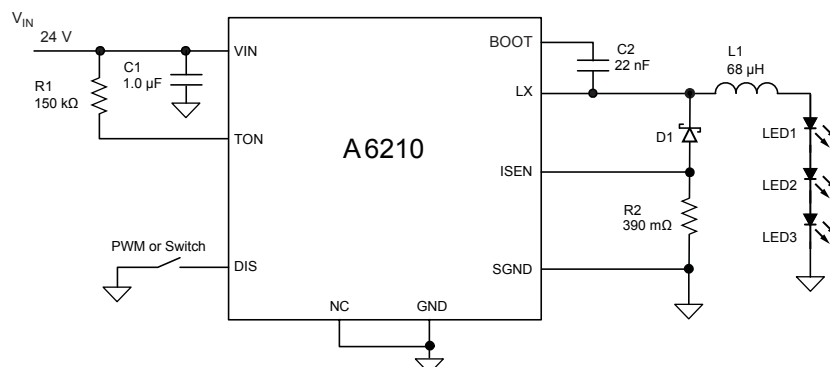 VIN
24 V
R1
150 kΩ
C1
1.0 µF
VIN
TON
PWM or Switch
DIS
A6210
NC
GND
BOOT
LX
ISEN
SGND
C2
22 nF
L1
68 µH
D1
R2
390 mΩ
LED1
LED2
LED3